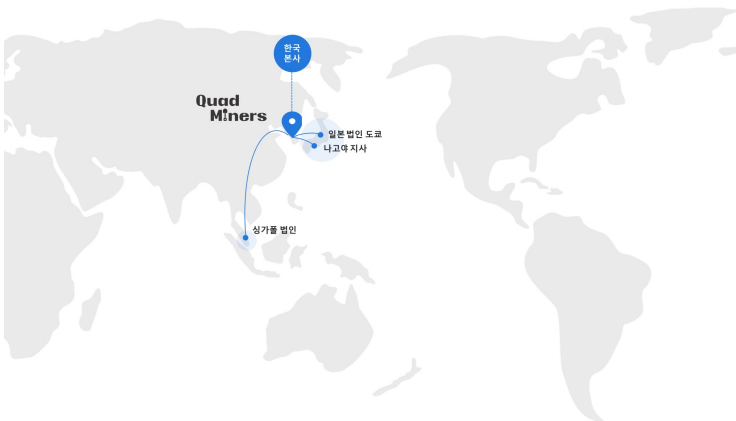 한국
본사
Quad
Miners
일본 법인 도쿄
나고야 지사
싱가폴 법인